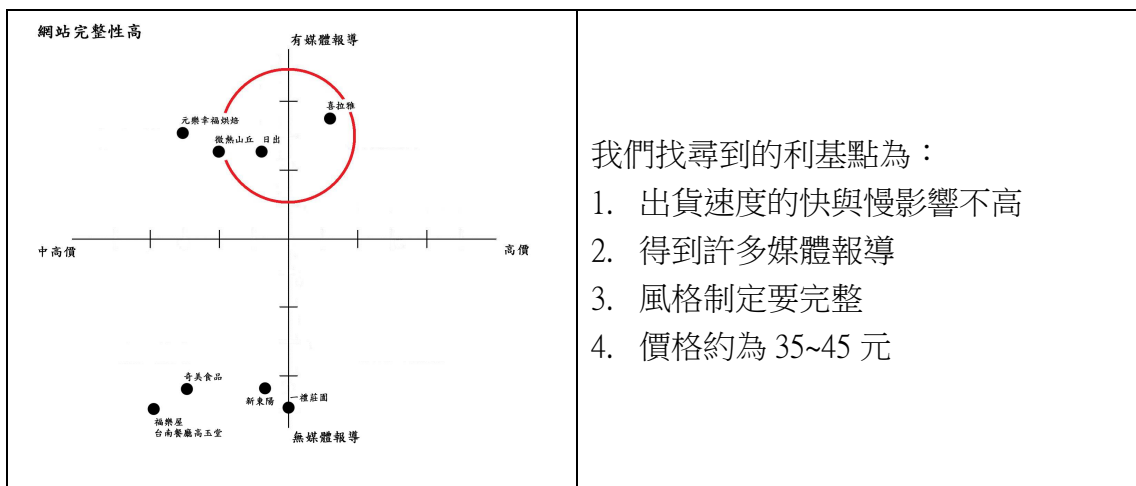 網站完整性高
有媒體報導
喜拉雅
元樂幸福烘焙
微熱山丘 日出
中高價
高價
奇美食品
新東陽
一禮莊園
福樂屋
台南餐廳高玉堂
無媒體報導
我們找尋到的利基點為：
1. 出貨速度的快與慢影響不高
2. 得到許多媒體報導
3. 風格制定要完整
4. 價格約為 35~45 元